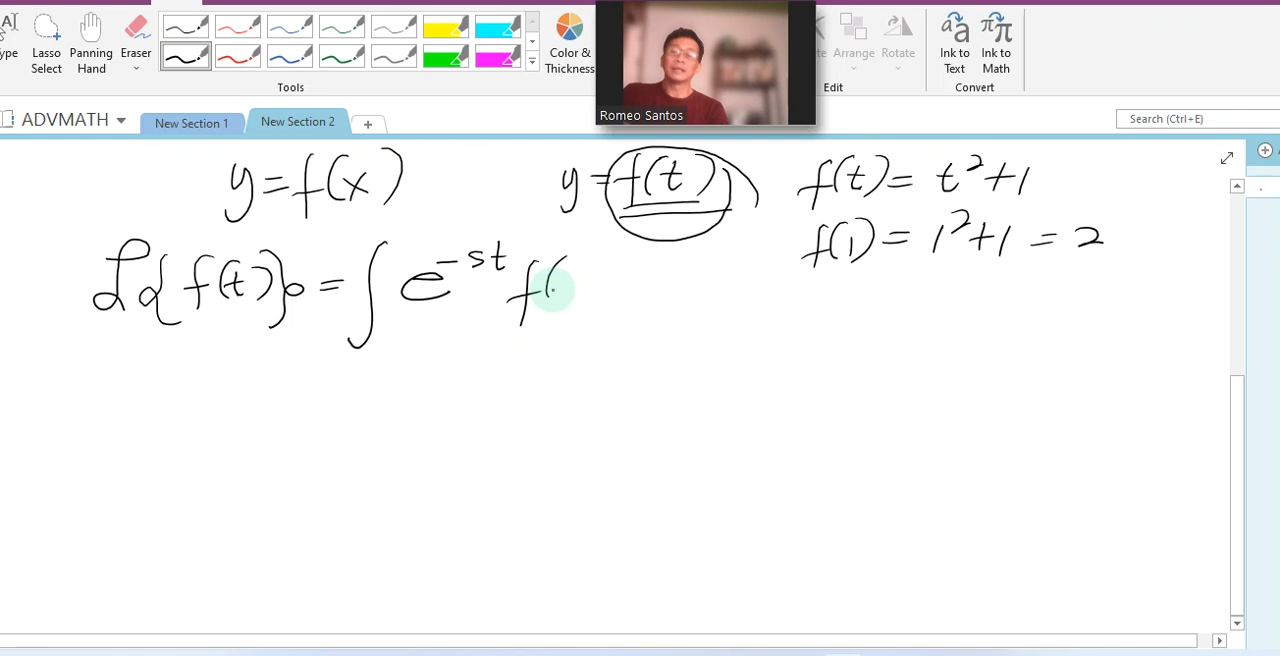 Type
Lasso Select
Panning Hand
Eraser
Color & Thickness
Arrange
Rotate
Ink to Text
Ink to Math
Tools
Edit
Convert
Romeo Santos
ADVMATH
New Section 1
New Section 2
+
Search (Ctrl+E)
y=f(x)
y=f(t)
f(t)= t²+1
f(1)= 1²+1 = 2
ℒ{f(t)} = ∫ e^{-st} f(